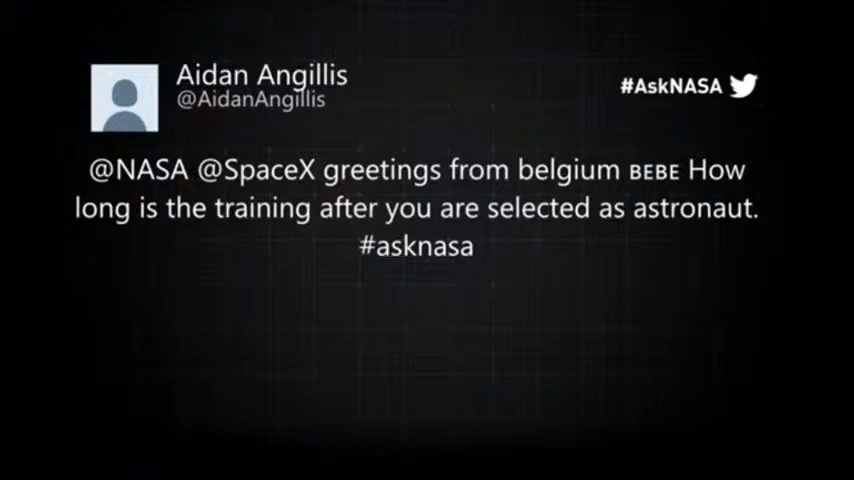 Aidan Angillis
@AidanAngillis
#AskNASA
@NASA @SpaceX greetings from belgium ʙᴇʙᴇ How
long is the training after you are selected as astronaut.
#asknasa